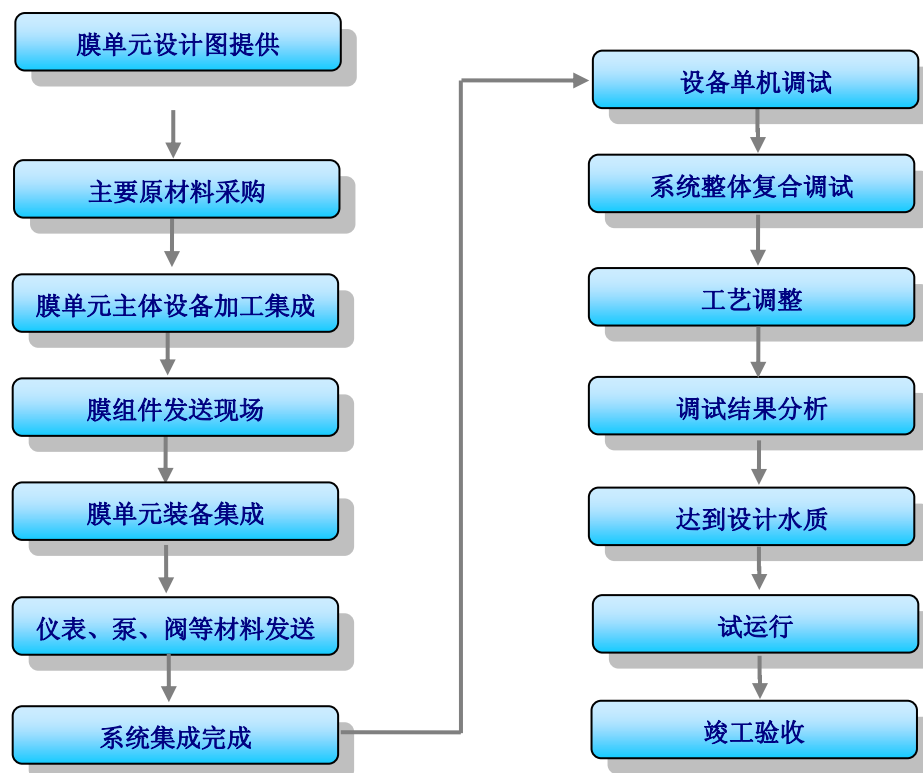 膜单元设计图提供
主要原材料采购
膜单元主体设备加工集成
膜组件发送现场
膜单元装备集成
仪表、泵、阀等材料发送
系统集成完成
设备单机调试
系统整体复合调试
工艺调整
调试结果分析
达到设计水质
试运行
竣工验收